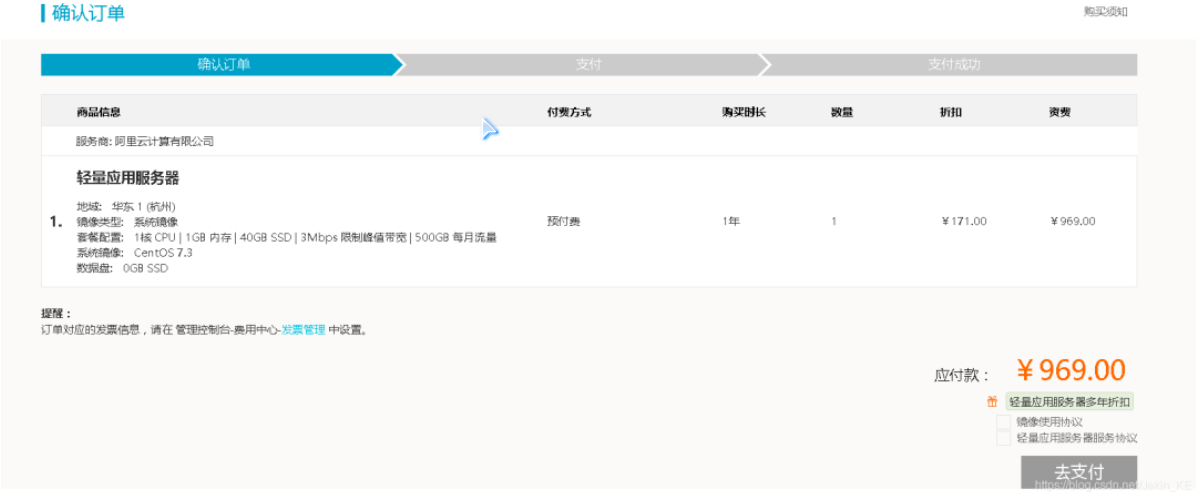 确认订单
购买须知
确认订单 支付 支付成功
商品信息 付费方式 购买时长 数量 折扣 资费
服务商: 阿里云计算有限公司
轻量应用服务器
地域: 华东 1 (杭州)
1. 镜像类型: 系统镜像 预付费 1年 1 ¥171.00 ¥969.00
套餐配置: 1核 CPU | 1GB 内存 | 40GB SSD | 3Mbps 限制峰值带宽 | 500GB 每月流量
系统镜像: CentOS 7.3
数据盘: 0GB SSD
提醒：
订单对应的发票信息，请在 管理控制台-费用中心-发票管理 中设置。
应付款： ¥969.00
轻量应用服务器多年折扣
镜像使用协议
轻量应用服务器服务协议
去支付